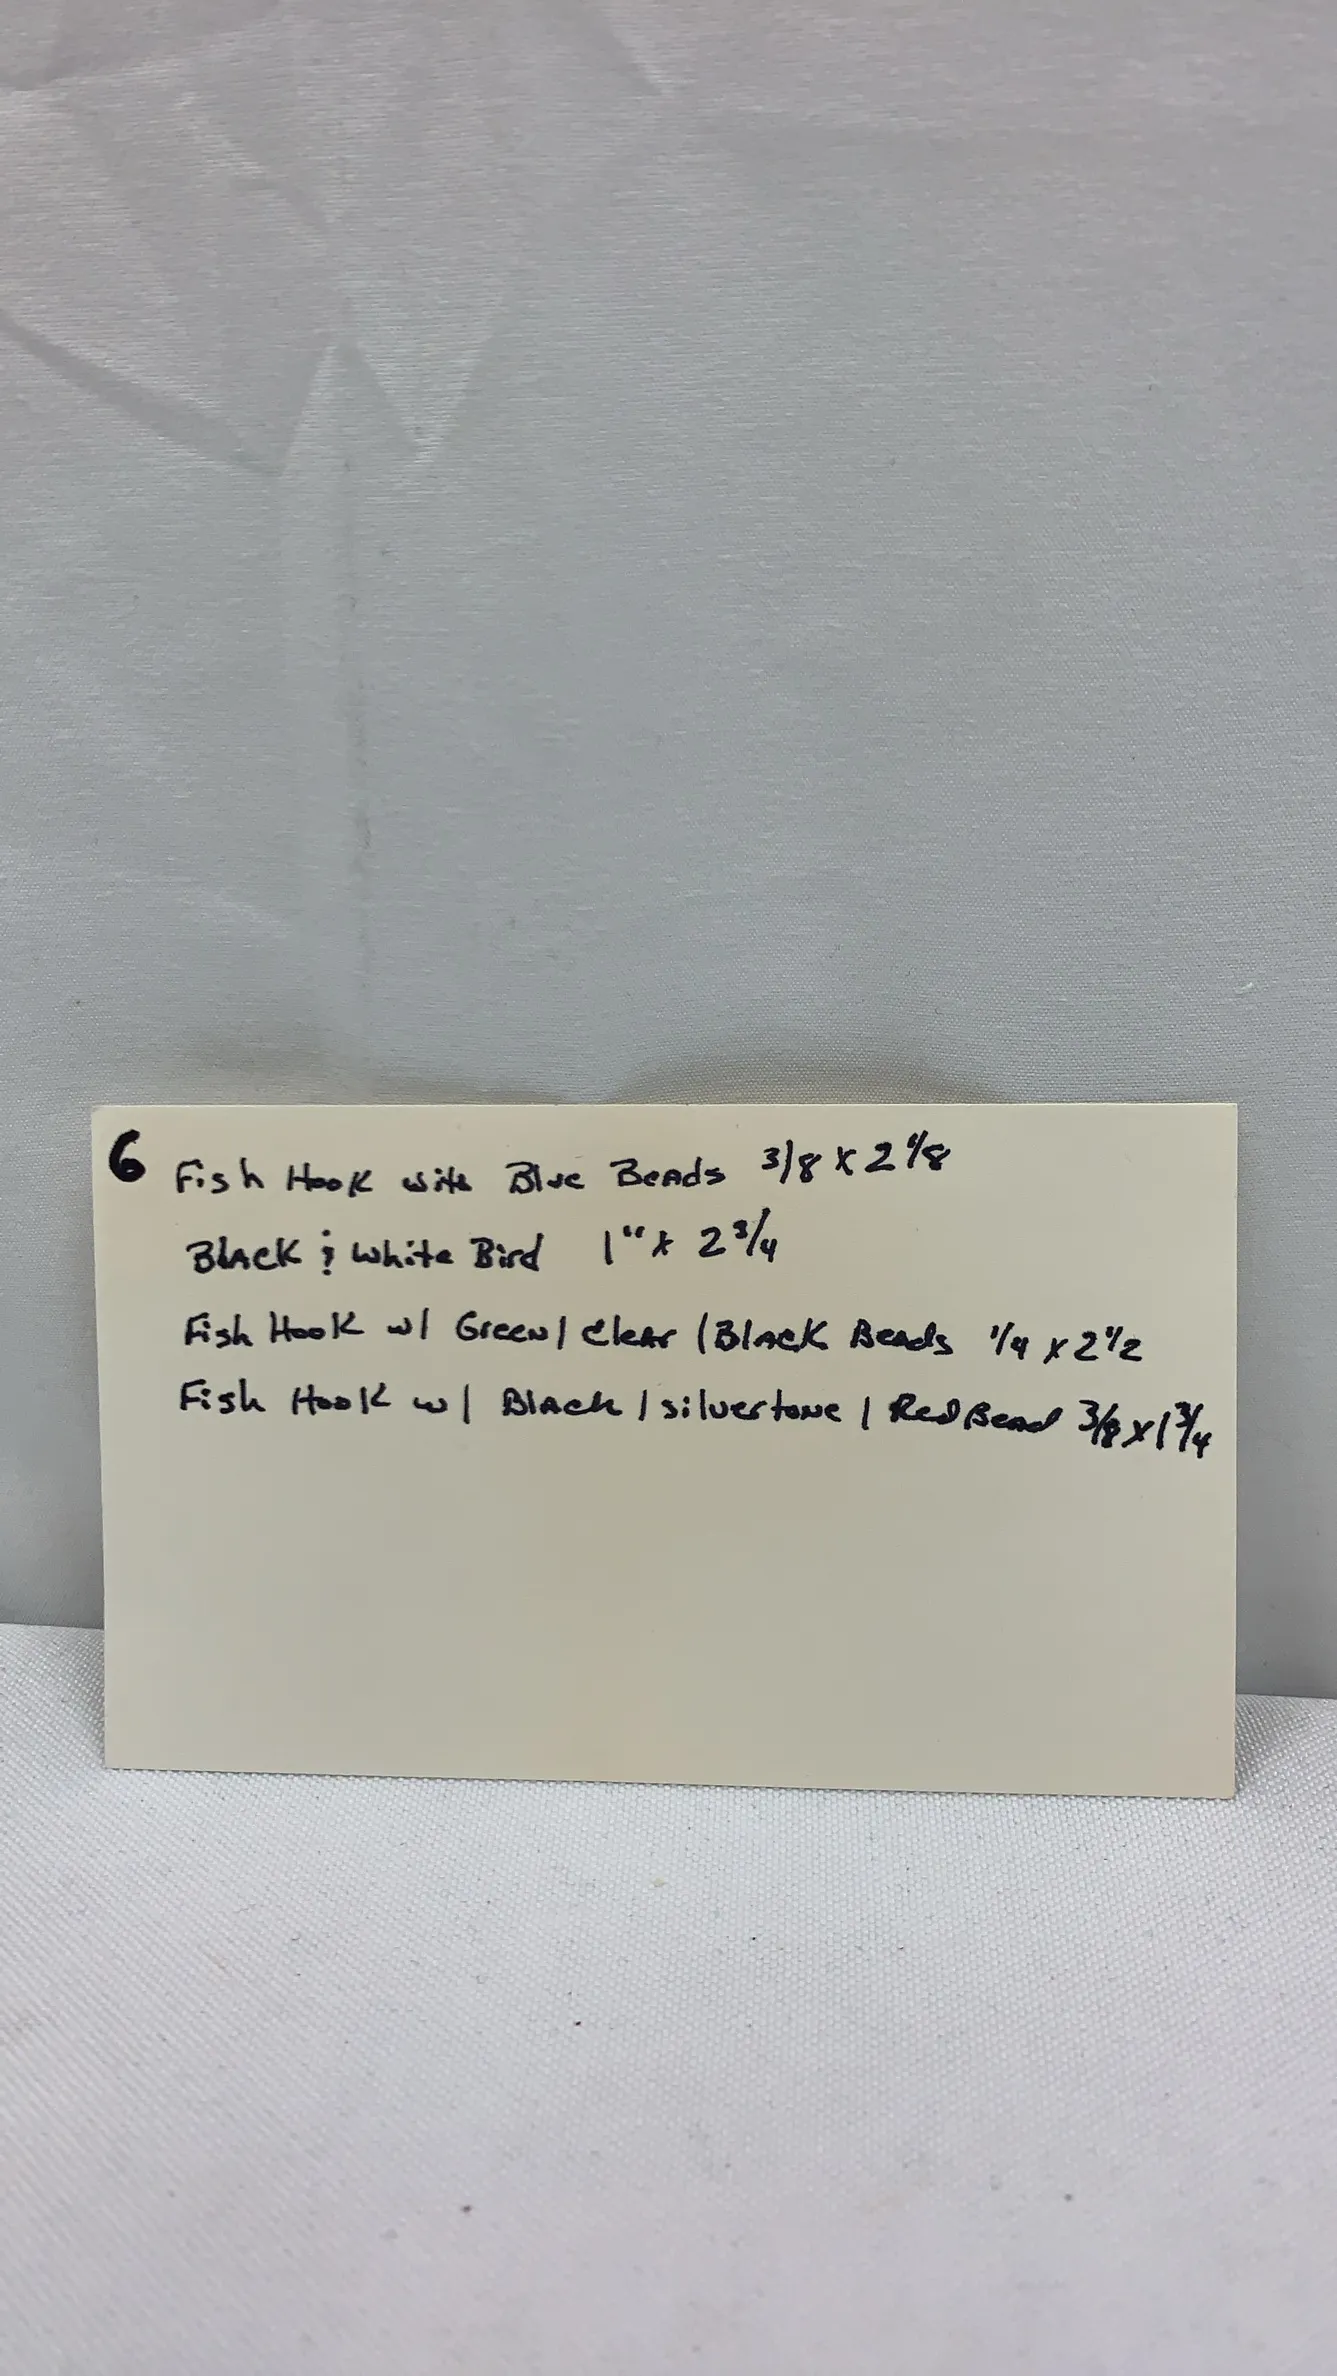 6 Fish Hook with Blue Beads 3/8 x 2 1/8
Black & White Bird 1" x 2 3/4
Fish Hook w/ Green/Clear/Black Beads 1/4 x 2 1/2
Fish Hook w/ Black/silvertone/Red Bead 3/8 x 1 3/4